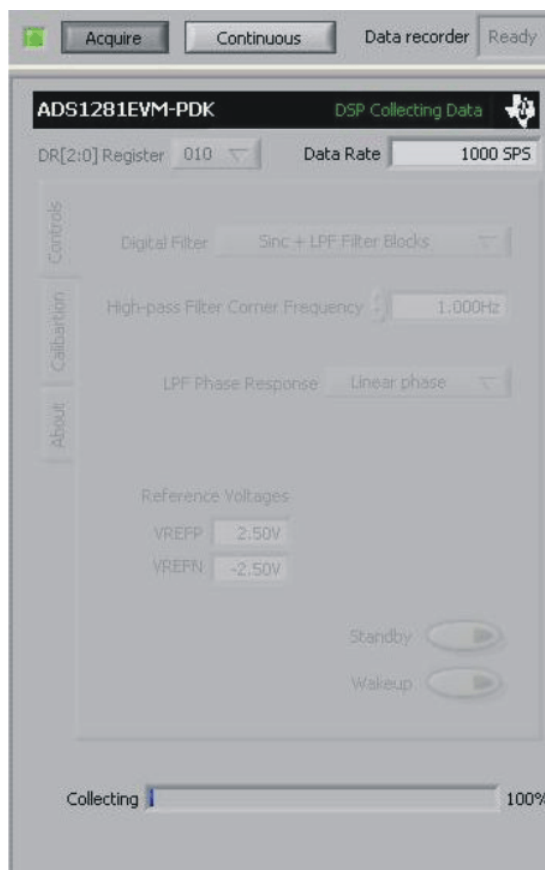 Acquire Continuous Data recorder Ready
ADS1281EVM-PDK DSP Collecting Data
DR[2:0] Register 010 Data Rate 1000 SPS
Controls
Digital Filter Sinc + LPF Filter Blocks
High-pass Filter Corner Frequency 1.000Hz
Calibartion
LPF Phase Response Linear phase
About
Reference Voltages
VREFP 2.50V
VREFN -2.50V
Standby
Wakeup
Collecting 100%